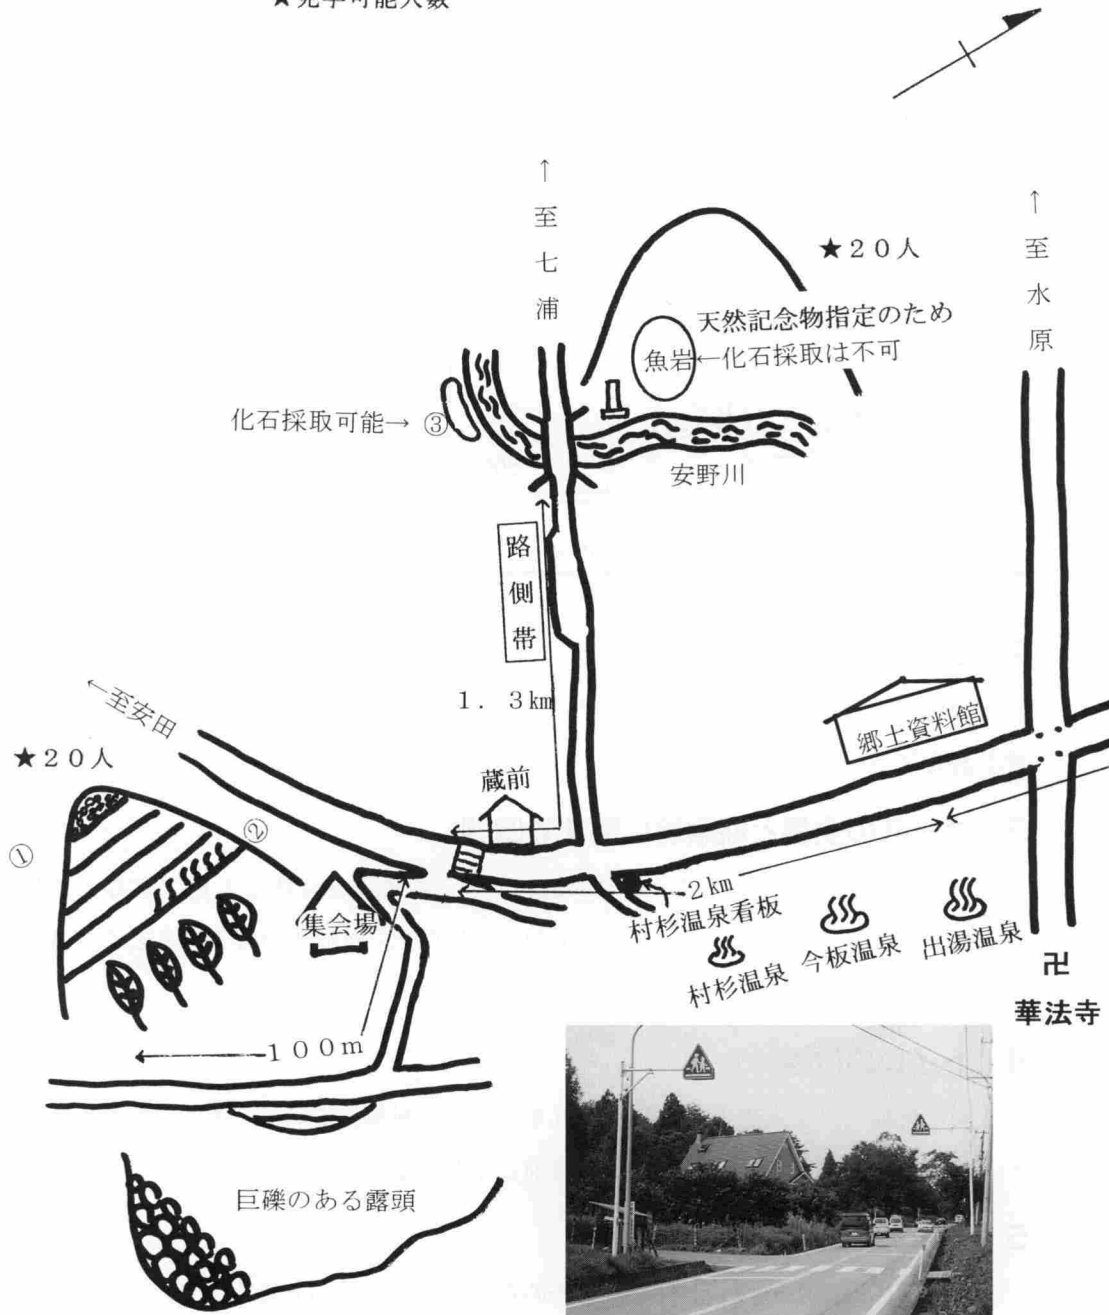 ★見学可能人数
↑至七浦
↑至水原
★20人
天然記念物指定のため
魚岩←化石採取は不可
化石採取可能→ ③
安野川
路側帯
1.3km
←至安田
★20人
蔵前
郷土資料館
①
②
集会場
2km
村杉温泉看板
村杉温泉
今板温泉
出湯温泉
卍
華法寺
100m
巨礫のある露頭